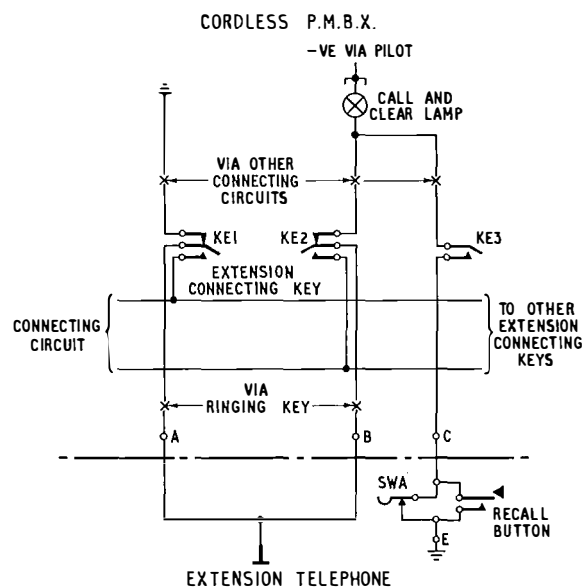 CORDLESS P.M.B.X.
-VE VIA PILOT
CALL AND
CLEAR LAMP
VIA OTHER
CONNECTING
CIRCUITS
KE1
KE2
KE3
EXTENSION
CONNECTING KEY
CONNECTING
CIRCUIT
TO OTHER
EXTENSION
CONNECTING
KEYS
VIA
RINGING KEY
A
B
C
SWA
RECALL
BUTTON
E
EXTENSION TELEPHONE